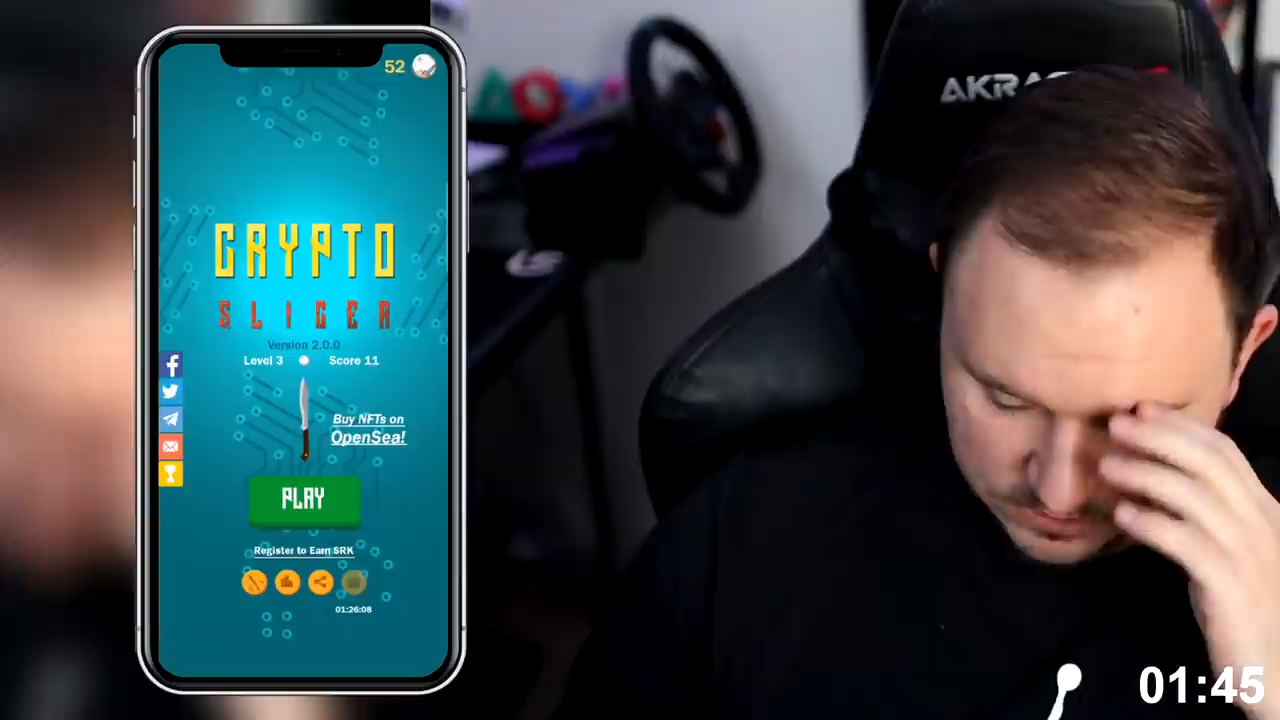 52
CRYPTO
SLICER
Version 2.0.0
Level 3
Score 11
Buy NFTs on
OpenSea!
PLAY
Register to Earn SRK
01:26:08
01:45